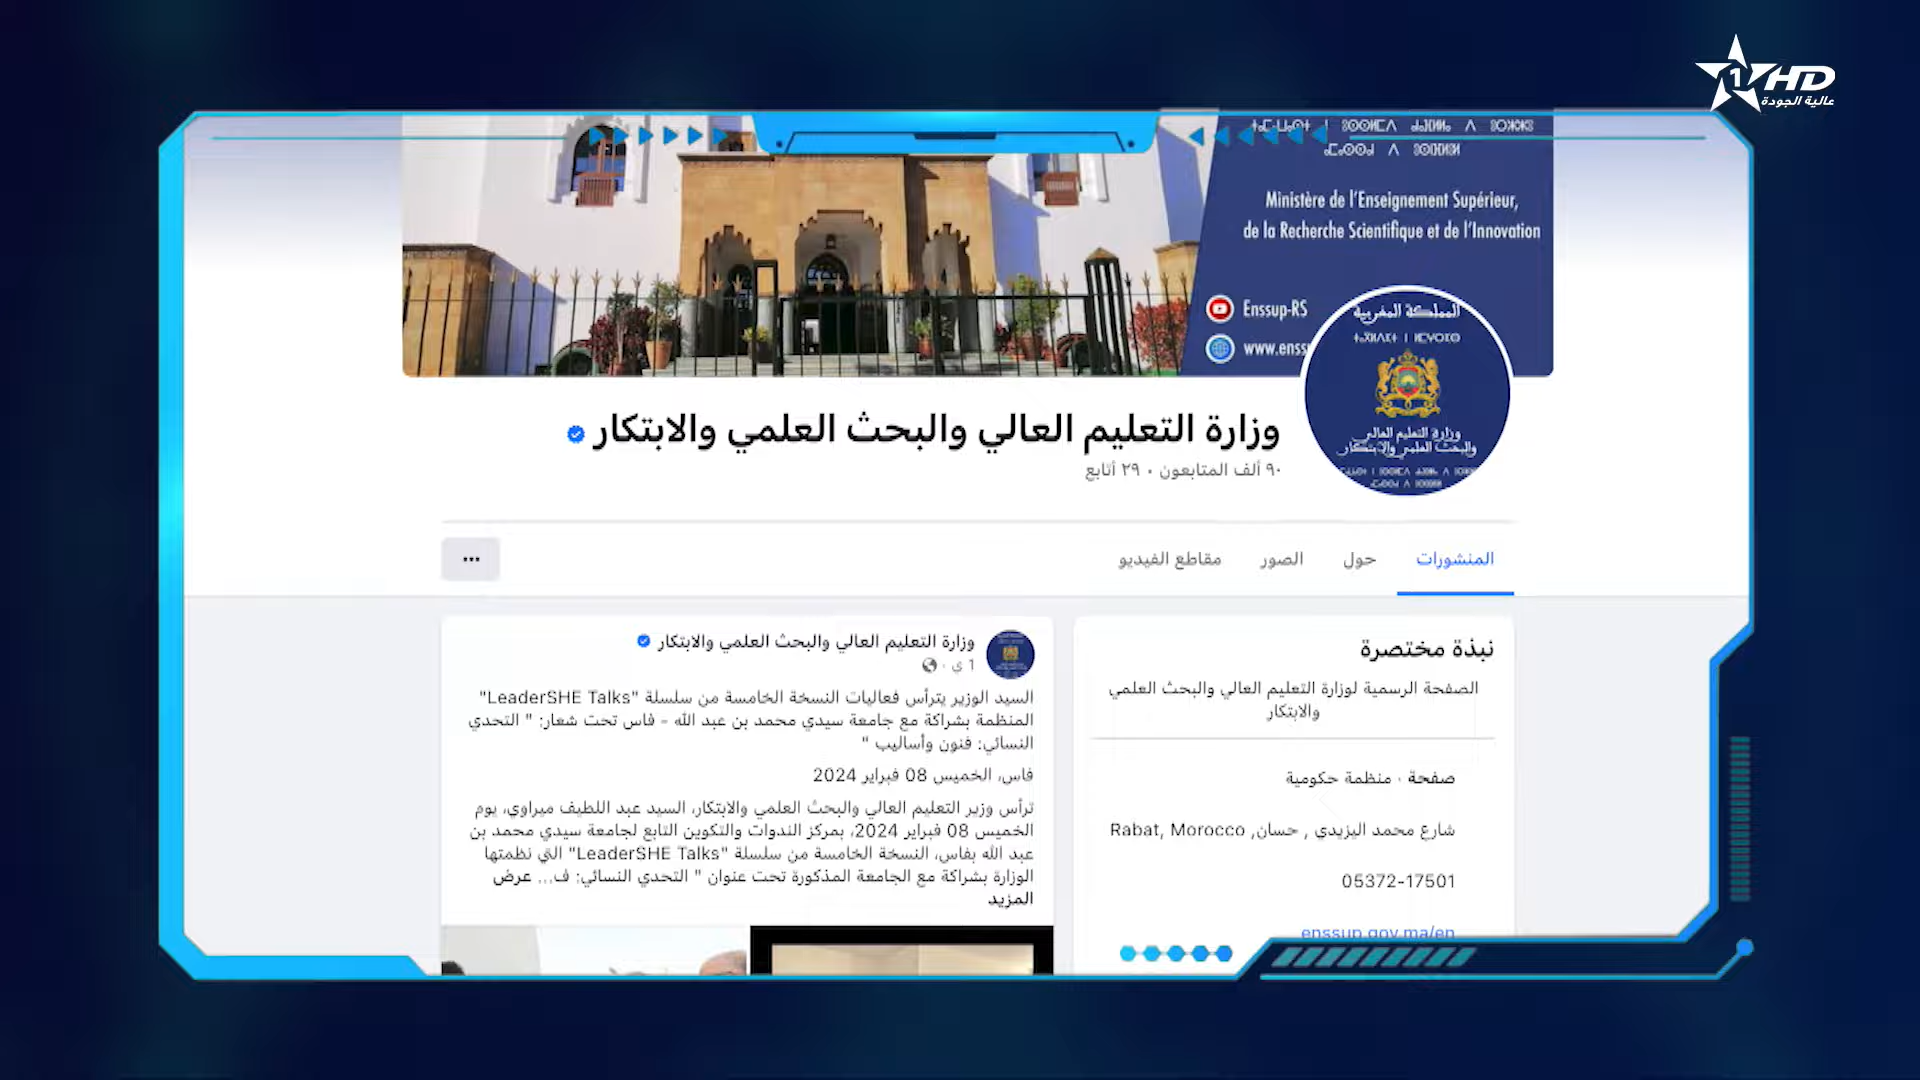 1 HD
عالية الجودة
Ministère de l'Enseignement Supérieur,
de la Recherche Scientifique et de l'Innovation
Enssup-RS
المملكة المغربية
وزارة التعليم العالي
والبحث العلمي والابتكار
وزارة التعليم العالي والبحث العلمي والابتكار
٩٠ ألف المتابعون • ٢٩ أتابع
المنشورات
حول
الصور
مقاطع الفيديو
نبذة مختصرة
الصفحة الرسمية لوزارة التعليم العالي والبحث العلمي
والابتكار
صفحة · منظمة حكومية
شارع محمد اليزيدي , حسان, Rabat, Morocco
05372-17501
enssup.gov.ma/en
وزارة التعليم العالي والبحث العلمي والابتكار
1 ي ·
السيد الوزير يترأس فعاليات النسخة الخامسة من سلسلة "LeaderSHE Talks"
المنظمة بشراكة مع جامعة سيدي محمد بن عبد الله - فاس تحت شعار: " التحدي
النسائي: فنون وأساليب "
فاس، الخميس 08 فبراير 2024
ترأس وزير التعليم العالي والبحث العلمي والابتكار، السيد عبد اللطيف ميراوي، يوم
الخميس 08 فبراير 2024، بمركز الندوات والتكوين التابع لجامعة سيدي محمد بن
عبد الله بفاس، النسخة الخامسة من سلسلة "LeaderSHE Talks" التي نظمتها
الوزارة بشراكة مع الجامعة المذكورة تحت عنوان " التحدي النسائي: ف... عرض
المزيد